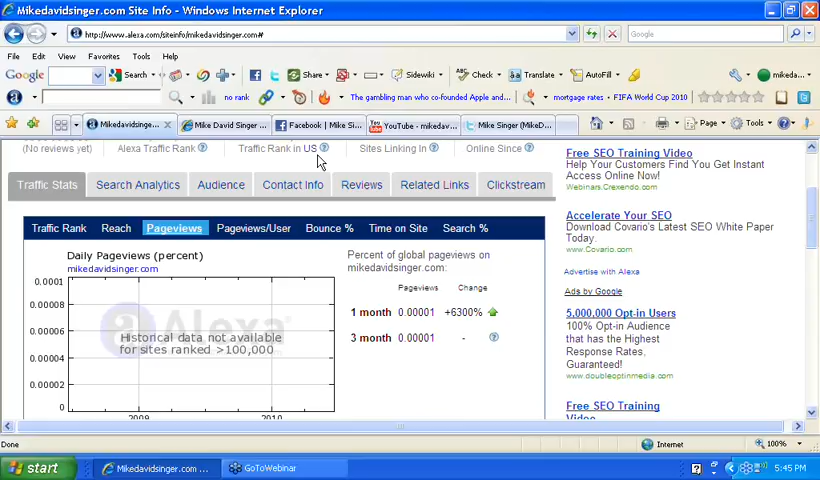 Mikedavidsinger.com Site Info - Windows Internet Explorer
http://www.alexa.com/siteinfo/mikedavidsinger.com#
Google
File Edit View Favorites Tools Help
Google Search Share Sidewiki Check Translate AutoFill mikeda...
no rank The gambling man who co-founded Apple and... mortgage rates • FIFA World Cup 2010
Mikedavidsinger.com... Mike David Singer ... Facebook | Mike Si... YouTube - mikedav... Mike Singer (MikeD... Page Tools
(No reviews yet) Alexa Traffic Rank Traffic Rank in US Sites Linking In Online Since
Traffic Stats Search Analytics Audience Contact Info Reviews Related Links Clickstream
Traffic Rank Reach Pageviews Pageviews/User Bounce % Time on Site Search %
Daily Pageviews (percent)
mikedavidsinger.com
0.0001
0.00008
0.00006
0.00004
0.00002
0
Alexa
Historical data not available
for sites ranked >100,000
2009 2010
Percent of global pageviews on
mikedavidsinger.com:
Pageviews Change
1 month 0.00001 +6300%
3 month 0.00001 -
Free SEO Training Video
Help Your Customers Find You Get Instant
Access Online Now!
Webinars.Crexendo.com
Accelerate Your SEO
Download Covario's Latest SEO White Paper
Today.
www.Covario.com
Advertise with Alexa
Ads by Google
5,000,000 Opt-in Users
100% Opt-in Audience
that has the Highest
Response Rates,
Guaranteed!
www.doubleoptinmedia.com
Free SEO Training
Video
Done Internet 100%
start Mikedavidsinger.com ... GoToWebinar 5:45 PM